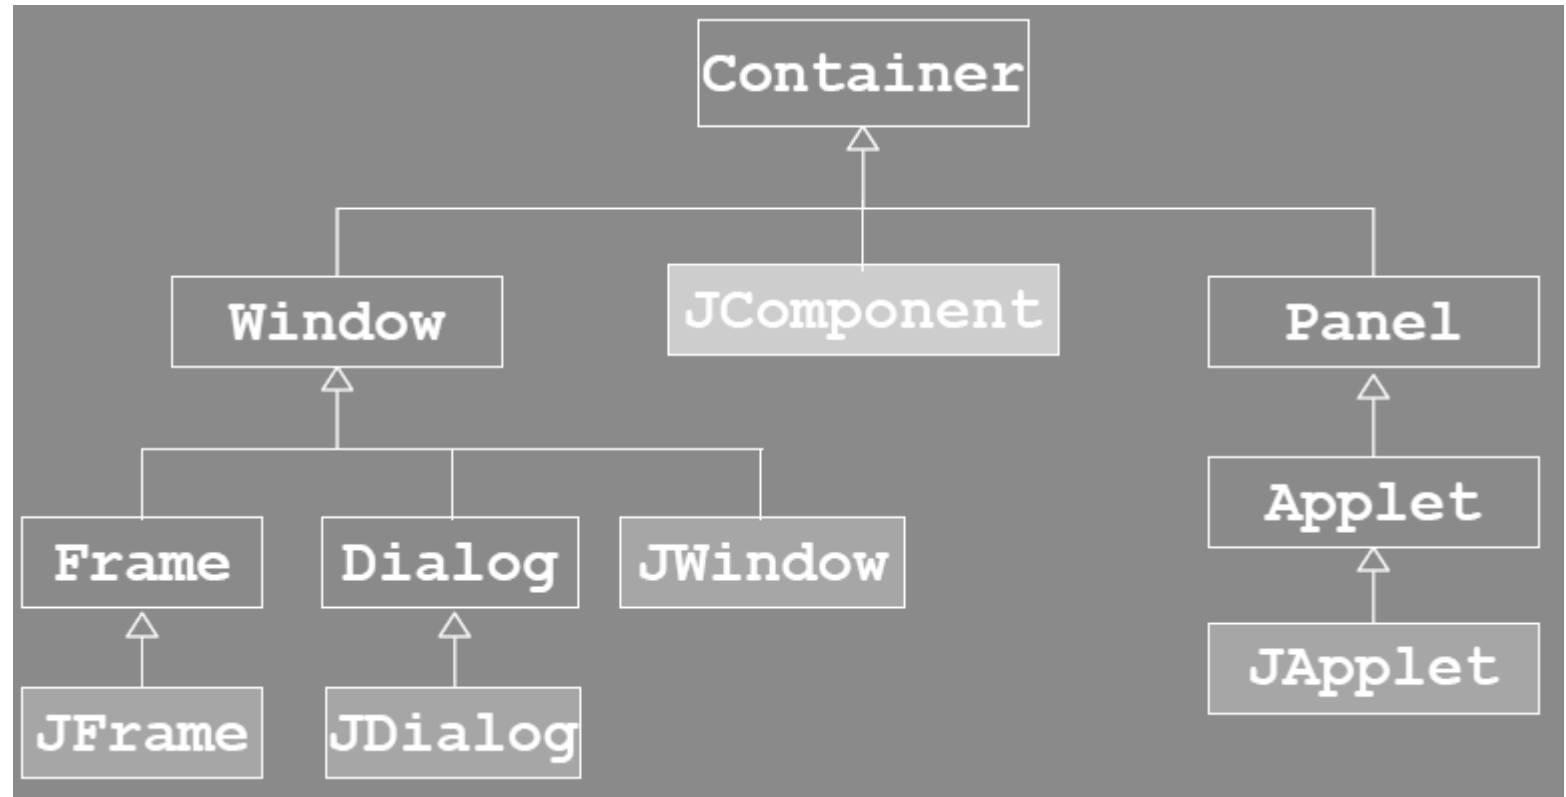 Container
Window
JComponent
Panel
Applet
Frame
Dialog
JWindow
JApplet
JFrame
JDialog